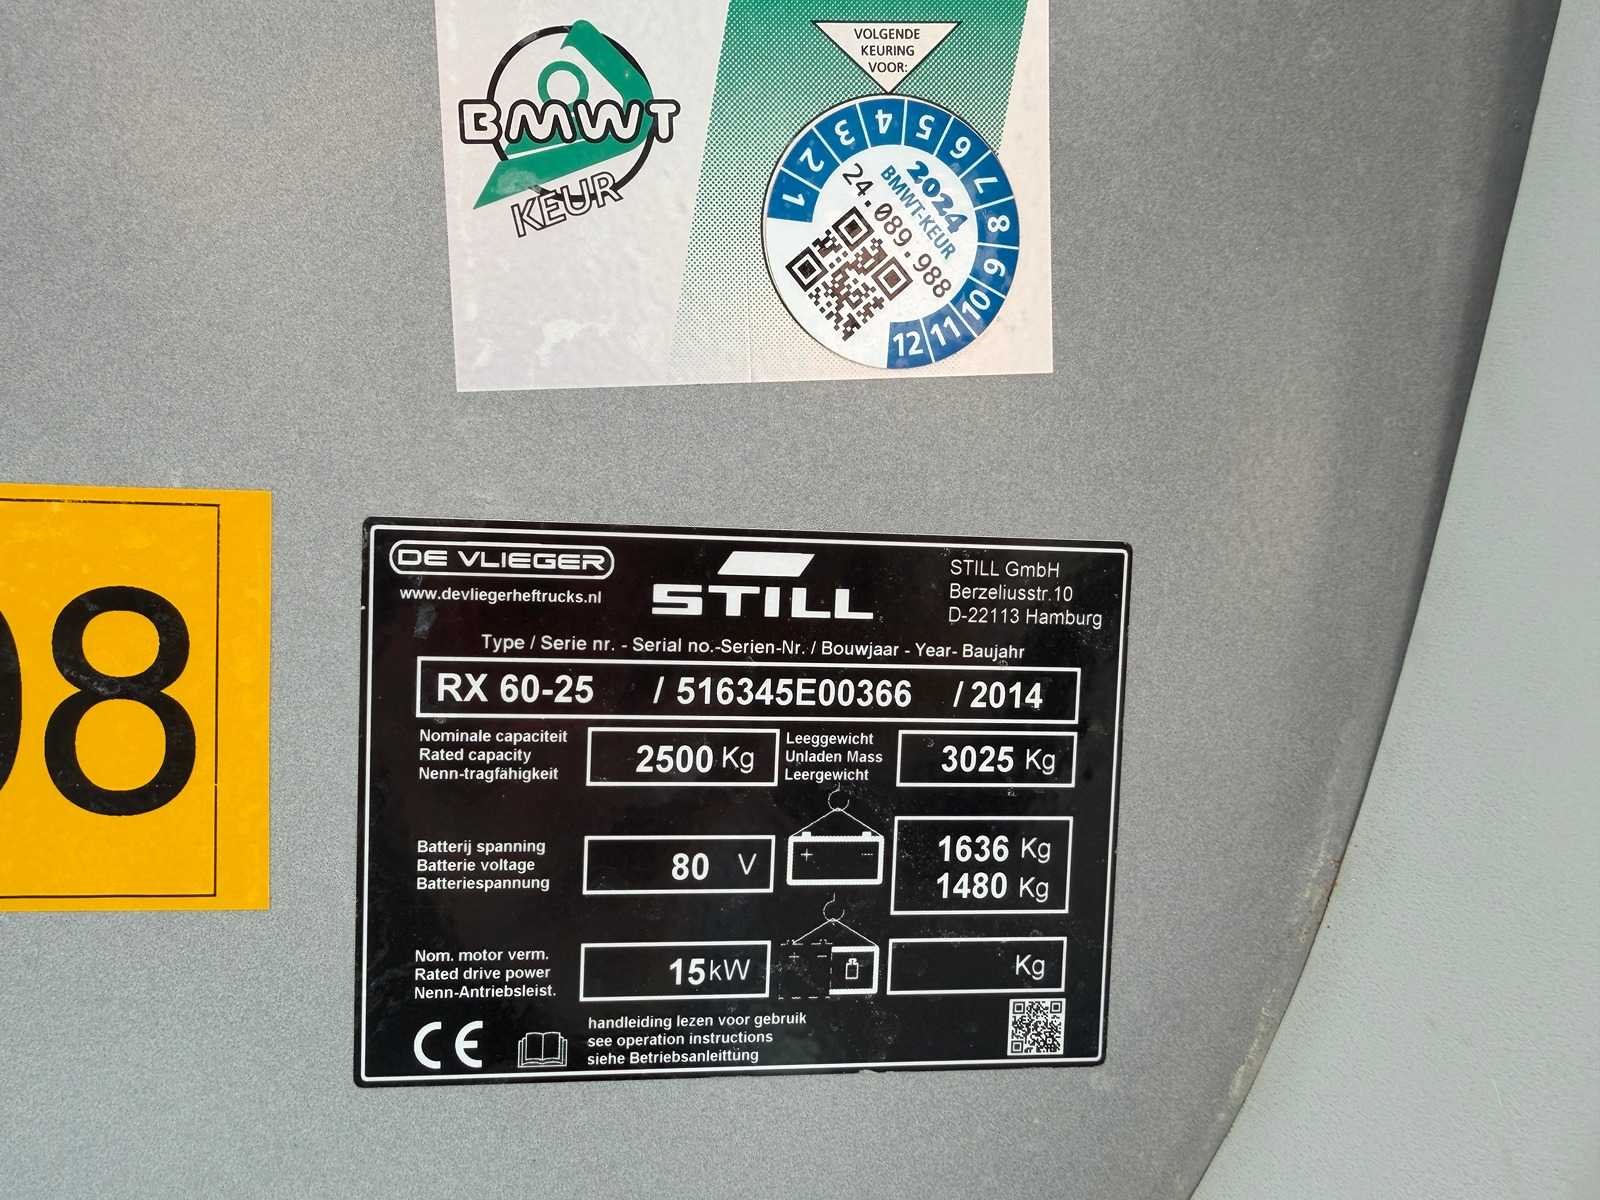 BMWT
KEUR
VOLGENDE
KEURING
VOOR:
1 2 3 4 5 6 7 8 9 10 11 12
2024
BMWT-KEUR
24.089.988
8
DE VLIEGER
www.devliegerheftrucks.nl
STILL
STILL GmbH
Berzeliusstr.10
D-22113 Hamburg
Type / Serie nr. - Serial no.-Serien-Nr. / Bouwjaar - Year- Baujahr
RX 60-25 / 516345E00366 / 2014
Nominale capaciteit
Rated capacity
Nenn-tragfähigkeit
2500 Kg
Leeggewicht
Unladen Mass
Leergewicht
3025 Kg
Batterij spanning
Batterie voltage
Batteriespannung
80 V
+ --
1636 Kg
1480 Kg
Nom. motor verm.
Rated drive power
Nenn-Antriebsleist.
15kW
+ -
Kg
CE
handleiding lezen voor gebruik
see operation instructions
siehe Betriebsanleittung